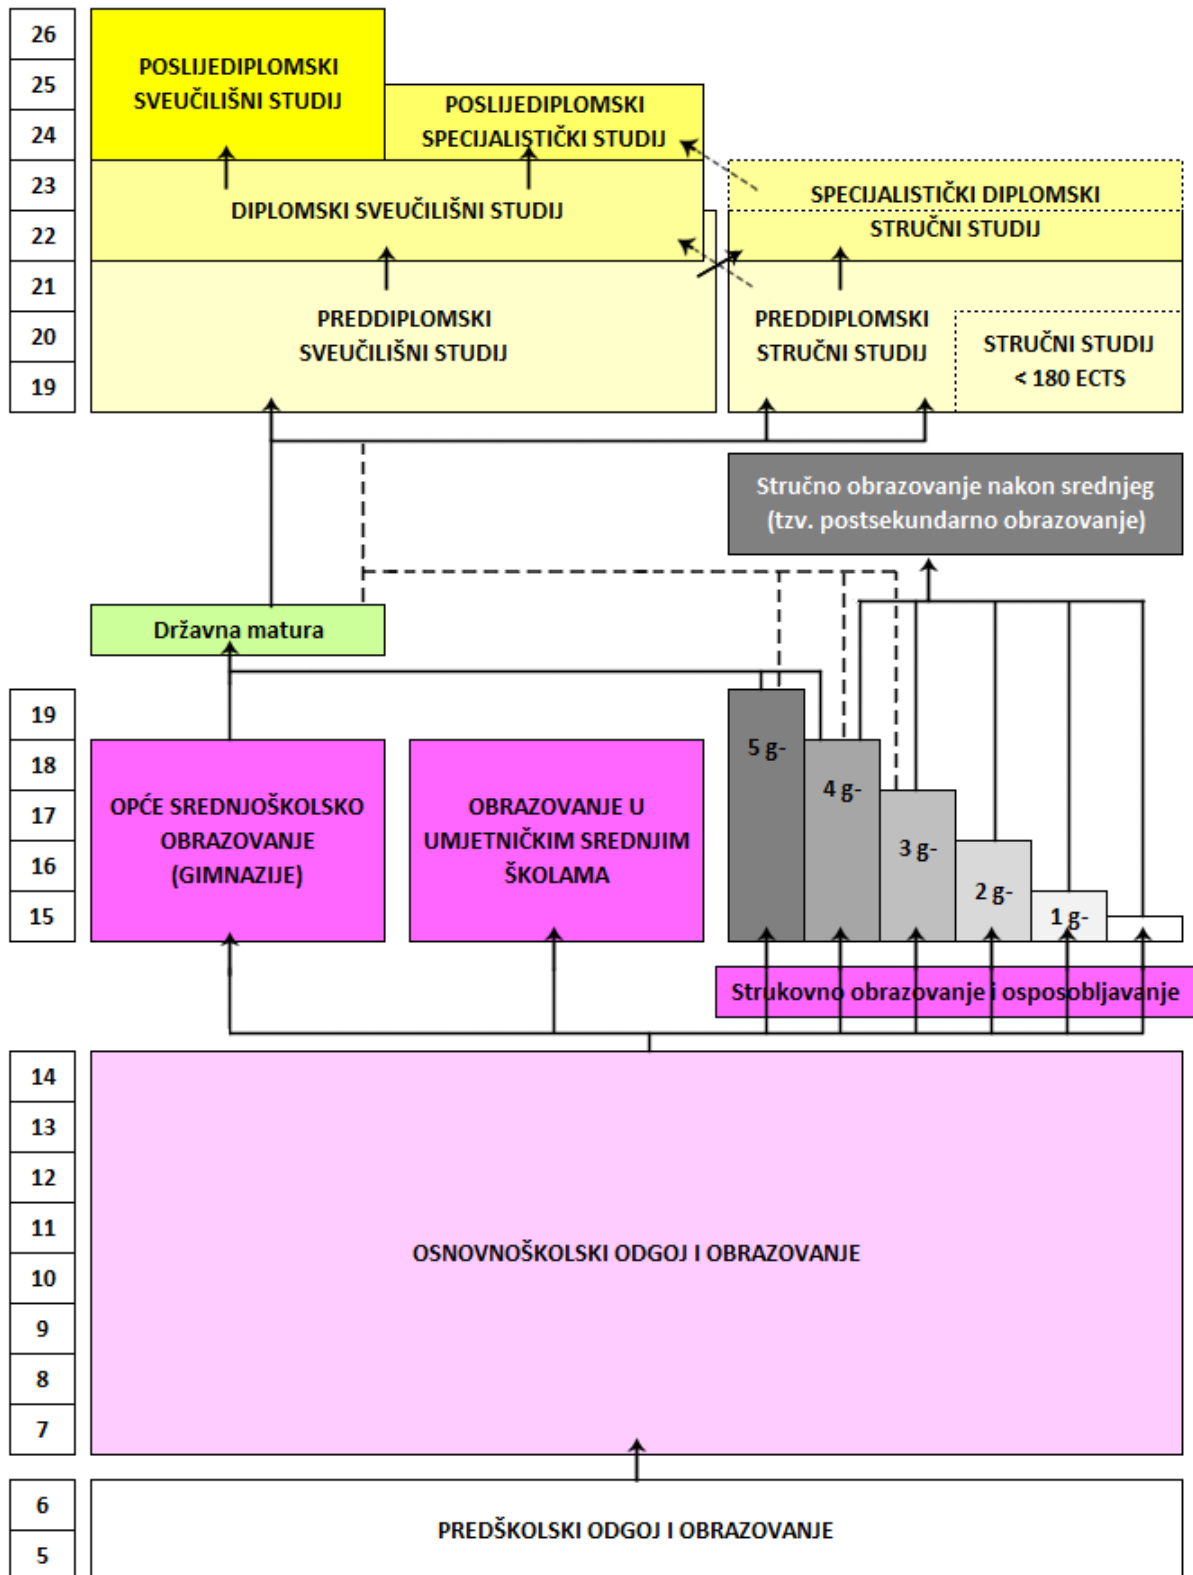 26
POSLIJEDIPLOMSKI
SVEUČILIŠNI STUDIJ
25
POSLIJEDIPLOMSKI
SPECIJALISTIČKI STUDIJ
24
23
DIPLOMSKI SVEUČILIŠNI STUDIJ
SPECIJALISTIČKI DIPLOMSKI
STRUČNI STUDIJ
22
21
PREDDIPLOMSKI
SVEUČILIŠNI STUDIJ
PREDDIPLOMSKI
STRUČNI STUDIJ
STRUČNI STUDIJ
< 180 ECTS
20
19
Stručno obrazovanje nakon srednjeg
(tzv. postsekundarno obrazovanje)
Državna matura
19
18
17
16
15
OPĆE SREDNJOŠKOLSKO
OBRAZOVANJE
(GIMNAZIJE)
OBRAZOVANJE U
UMJETNIČKIM SREDNJIM
ŠKOLAMA
5 g-
4 g-
3 g-
2 g-
1 g-
Strukovno obrazovanje i osposobljavanje
14
13
12
11
10
9
8
7
OSNOVNOŠKOLSKI ODGOJ I OBRAZOVANJE
6
5
PREDŠKOLSKI ODGOJ I OBRAZOVANJE